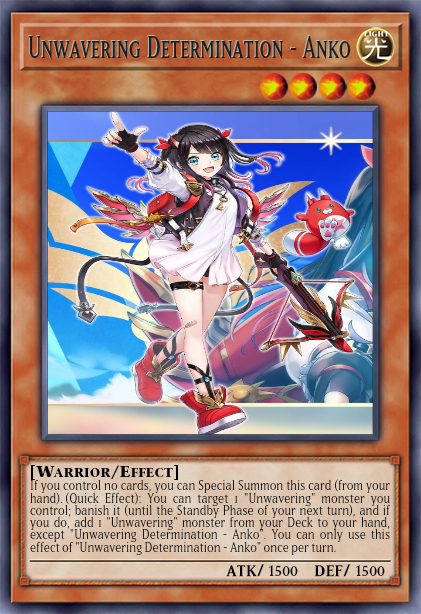 Unwavering Determination - Anko
LIGHT
光
[Warrior/Effect]
If you control no cards, you can Special Summon this card (from your
hand).(Quick Effect): You can target 1 "Unwavering" monster you
control; banish it (until the Standby Phase of your next turn), and if
you do, add 1 "Unwavering" monster from your Deck to your hand,
except "Unwavering Determination - Anko". You can only use this
effect of "Unwavering Determination - Anko" once per turn.
ATK/ 1500 DEF/ 1500